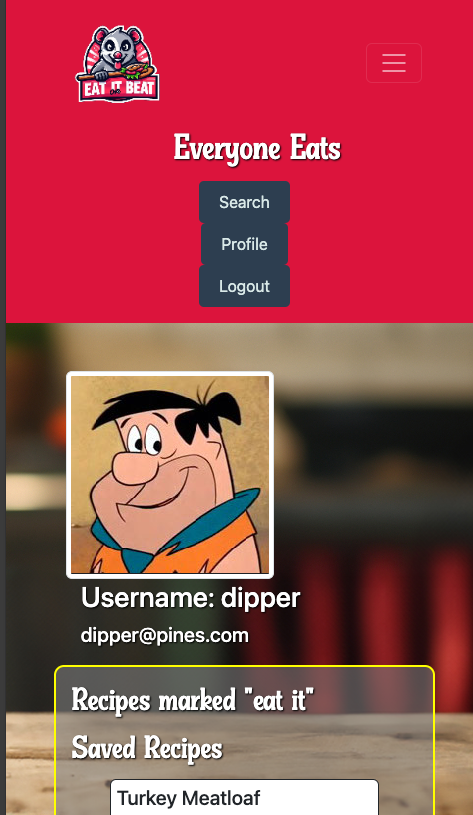 EAT IT OR BEAT
Everyone Eats
Search
Profile
Logout
Username: dipper
dipper@pines.com
Recipes marked "eat it"
Saved Recipes
Turkey Meatloaf